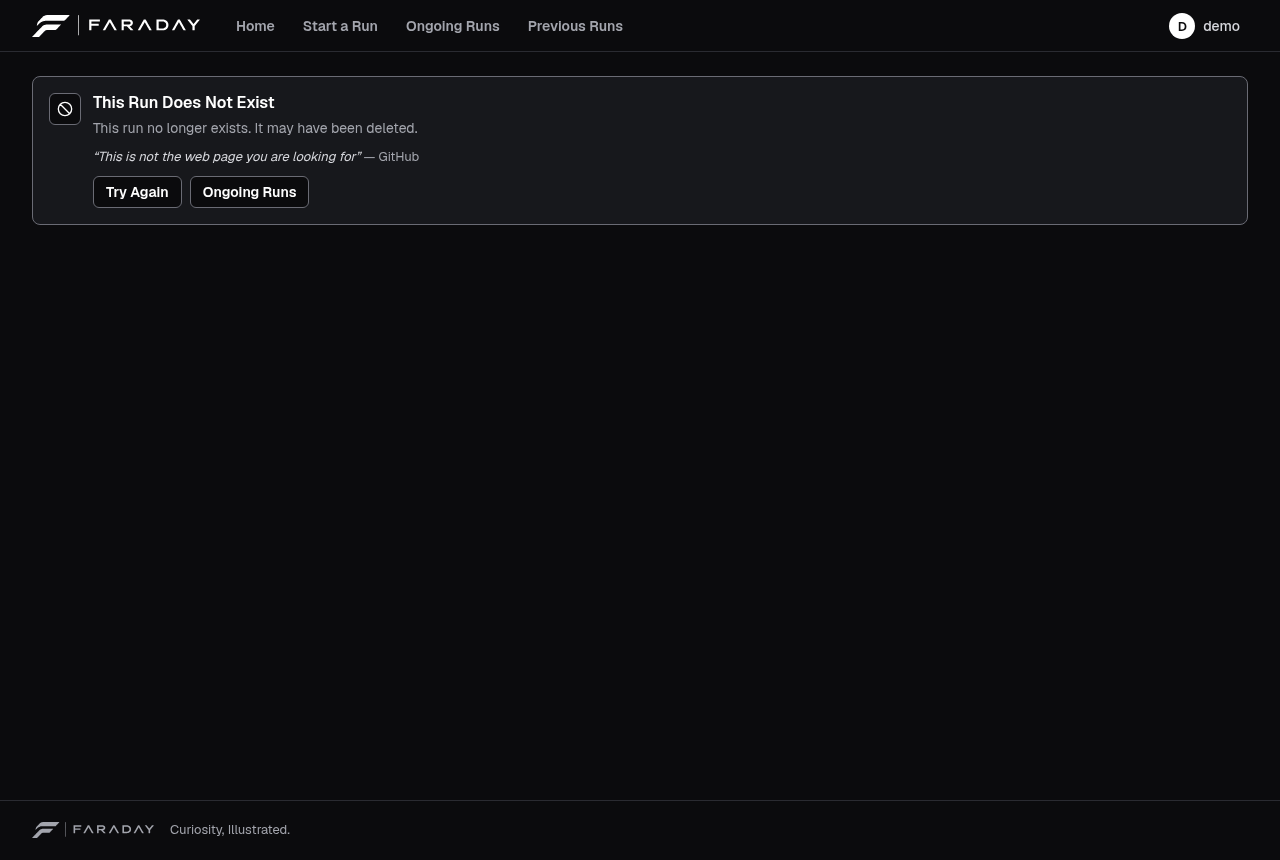 FARADAY
Home
Start a Run
Ongoing Runs
Previous Runs
D
demo
This Run Does Not Exist
This run no longer exists. It may have been deleted.
“This is not the web page you are looking for” — GitHub
Try Again
Ongoing Runs
FARADAY
Curiosity, Illustrated.